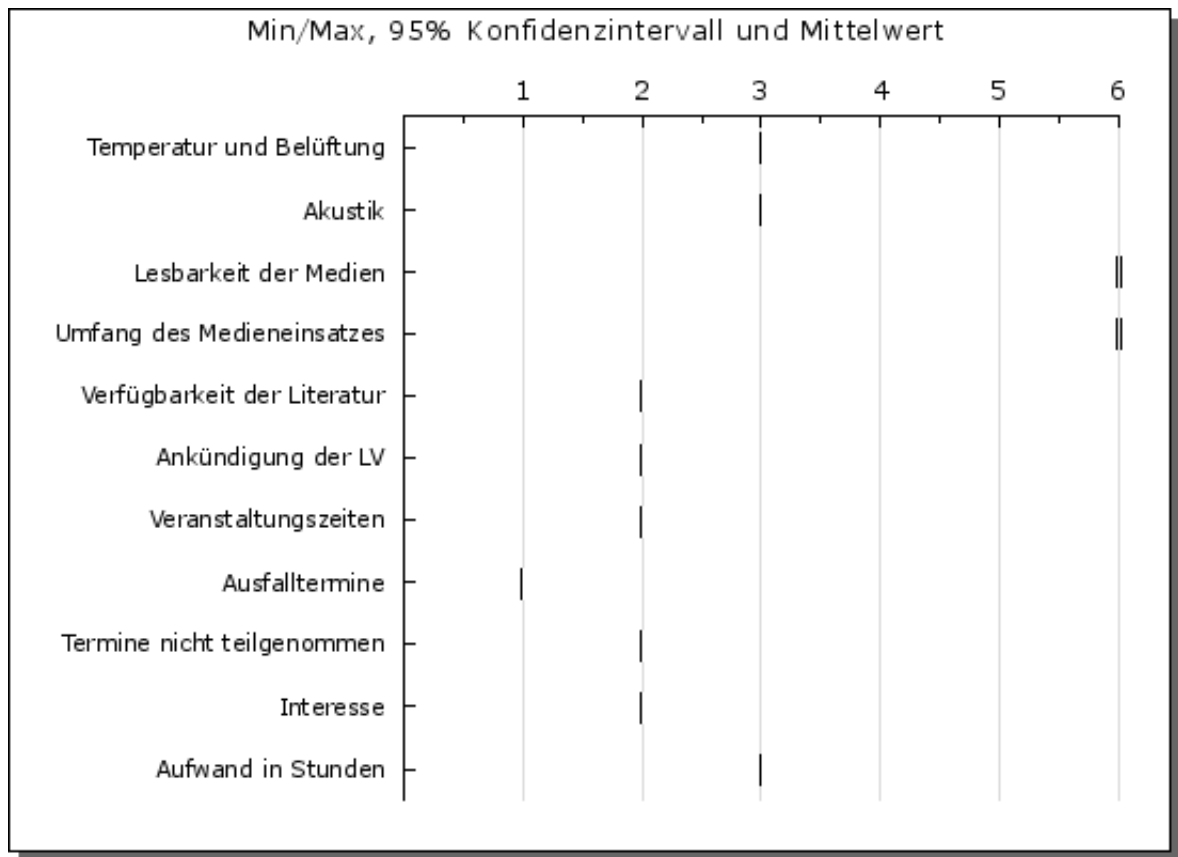 Min/Max, 95% Konfidenzintervall und Mittelwert
1 2 3 4 5 6
Temperatur und Belüftung
Akustik
Lesbarkeit der Medien
Umfang des Medieneinsatzes
Verfügbarkeit der Literatur
Ankündigung der LV
Veranstaltungszeiten
Ausfalltermine
Termine nicht teilgenommen
Interesse
Aufwand in Stunden